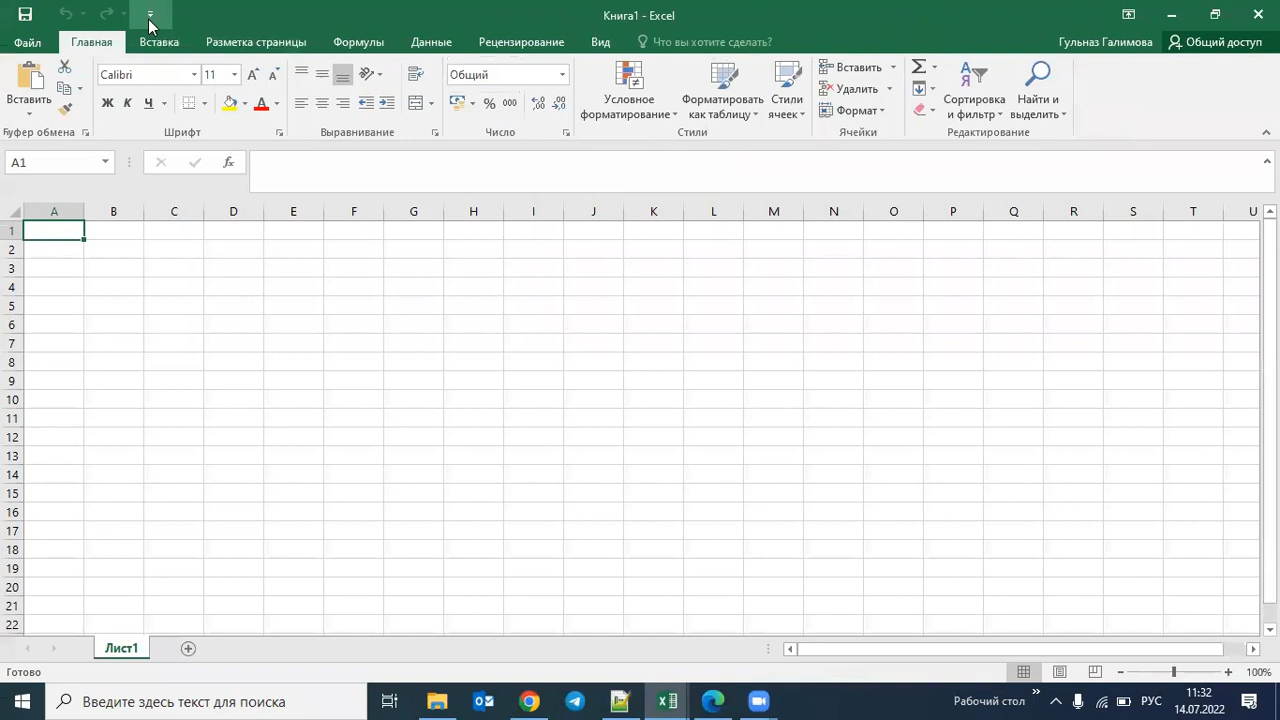 Книга1 - Excel
Файл Главная Вставка Разметка страницы Формулы Данные Рецензирование Вид Что вы хотите сделать? Гульназ Галимова Общий доступ
Вставить
Буфер обмена
Calibri 11
Ж К Ч
Шрифт
Выравнивание
Общий
% 000
Число
Условное форматирование
Форматировать как таблицу
Стили ячеек
Стили
Вставить
Удалить
Формат
Ячейки
Сортировка и фильтр
Найти и выделить
Редактирование
A1 fx
A B C D E F G H I J K L M N O P Q R S T U
1
2
3
4
5
6
7
8
9
10
11
12
13
14
15
16
17
18
19
20
21
22
Лист1
Готово 100%
Введите здесь текст для поиска Рабочий стол РУС 11:32
14.07.2022